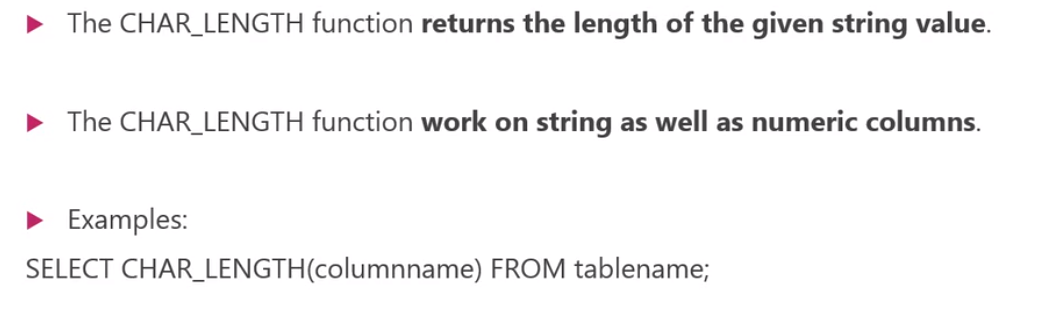 The CHAR_LENGTH function returns the length of the given string value.
The CHAR_LENGTH function work on string as well as numeric columns.
Examples:
SELECT CHAR_LENGTH(columnname) FROM tablename;